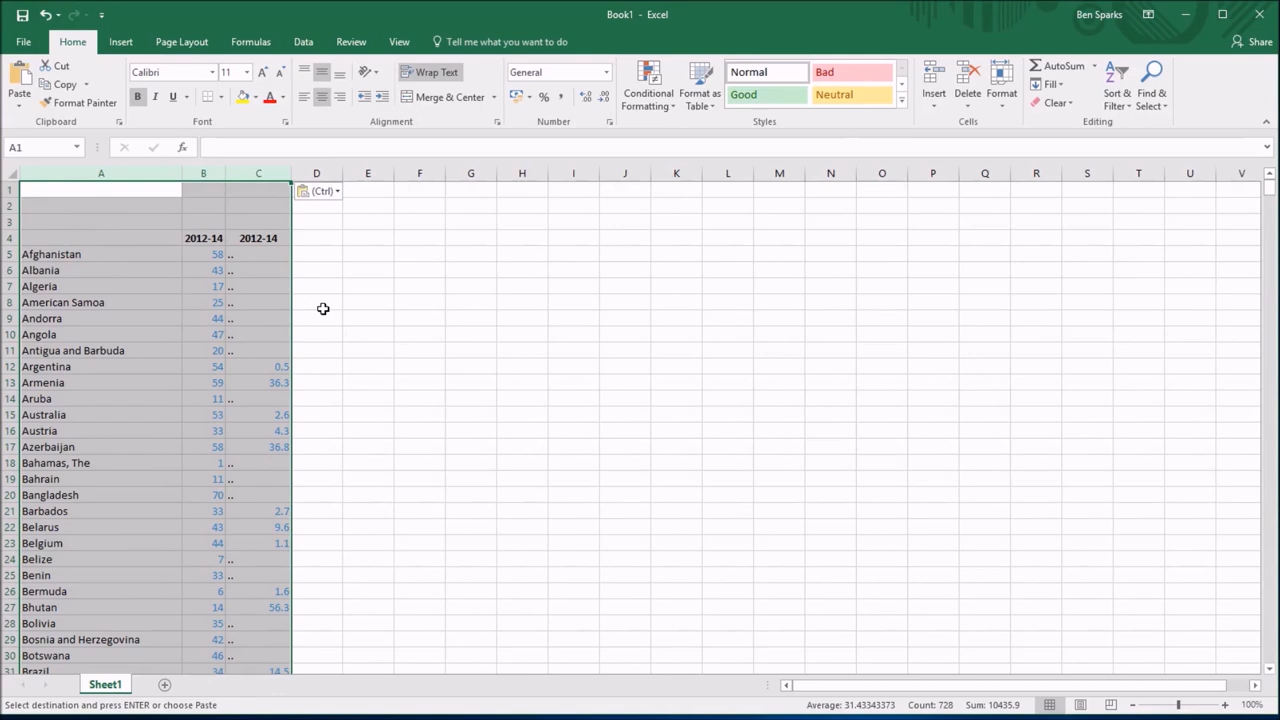 Book1 - Excel
Ben Sparks
File Home Insert Page Layout Formulas Data Review View Tell me what you want to do Share
Paste Cut Copy Format Painter Clipboard
Calibri 11 B I U A Font
Wrap Text Merge & Center Alignment
General % , Number
Conditional Formatting Format as Table Normal Bad Good Neutral Styles
Insert Delete Format Cells
AutoSum Fill Clear Sort & Filter Find & Select Editing
A1 fx
A B C D E F G H I J K L M N O P Q R S T U V
1 (Ctrl)
2
3
4 2012-14 2012-14
5 Afghanistan 58 ..
6 Albania 43 ..
7 Algeria 17 ..
8 American Samoa 25 ..
9 Andorra 44 ..
10 Angola 47 ..
11 Antigua and Barbuda 20 ..
12 Argentina 54 0.5
13 Armenia 59 36.3
14 Aruba 11 ..
15 Australia 53 2.6
16 Austria 33 4.3
17 Azerbaijan 58 36.8
18 Bahamas, The 1 ..
19 Bahrain 11 ..
20 Bangladesh 70 ..
21 Barbados 33 2.7
22 Belarus 43 9.6
23 Belgium 44 1.1
24 Belize 7 ..
25 Benin 33 ..
26 Bermuda 6 1.6
27 Bhutan 14 56.3
28 Bolivia 35 ..
29 Bosnia and Herzegovina 42 ..
30 Botswana 46 ..
31 Brazil 34 14.5
Sheet1
Select destination and press ENTER or choose Paste Average: 31.43343373 Count: 728 Sum: 10435.9 100%